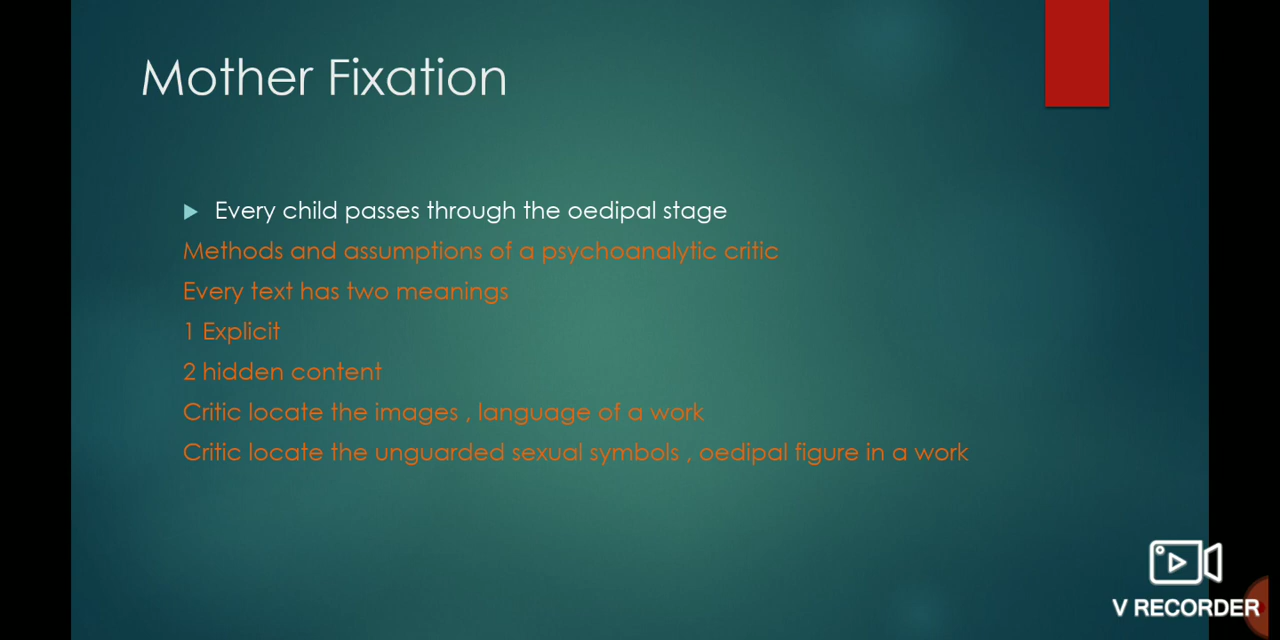 Mother Fixation
Every child passes through the oedipal stage
Methods and assumptions of a psychoanalytic critic
Every text has two meanings
1 Explicit
2 hidden content
Critic locate the images , language of a work
Critic locate the unguarded sexual symbols , oedipal figure in a work
V RECORDER